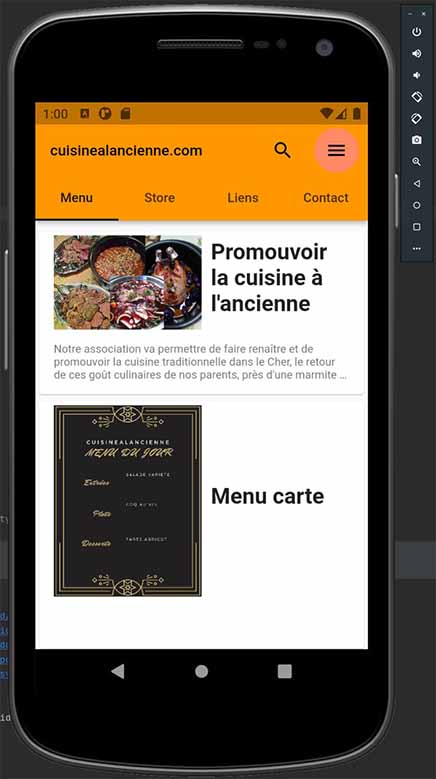 1:00
cuisinealancienne.com
Menu Store Liens Contact
Promouvoir
la cuisine à
l'ancienne
Notre association va permettre de faire renaître et de
promouvoir la cuisine traditionnelle dans le Cher, le retour
de ces goût culinaires de nos parents, près d'une marmite ...
CUISINEALANCIENNE
MENU DU JOUR
SALADE VARIETE
Entrées
COQ AU VIN
Plats
TARTE ABRICOT
Desserts
Menu carte